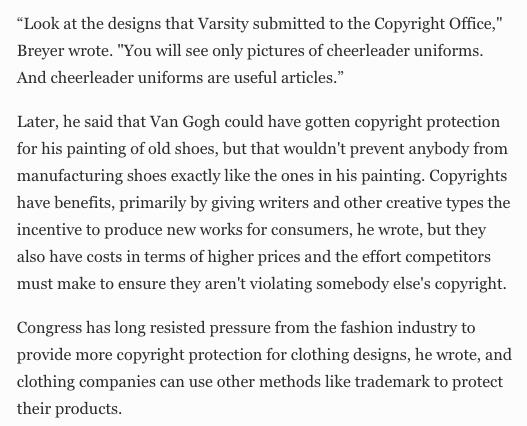 “Look at the designs that Varsity submitted to the Copyright Office,"
Breyer wrote. "You will see only pictures of cheerleader uniforms.
And cheerleader uniforms are useful articles.”
Later, he said that Van Gogh could have gotten copyright protection
for his painting of old shoes, but that wouldn't prevent anybody from
manufacturing shoes exactly like the ones in his painting. Copyrights
have benefits, primarily by giving writers and other creative types the
incentive to produce new works for consumers, he wrote, but they
also have costs in terms of higher prices and the effort competitors
must make to ensure they aren't violating somebody else's copyright.
Congress has long resisted pressure from the fashion industry to
provide more copyright protection for clothing designs, he wrote, and
clothing companies can use other methods like trademark to protect
their products.